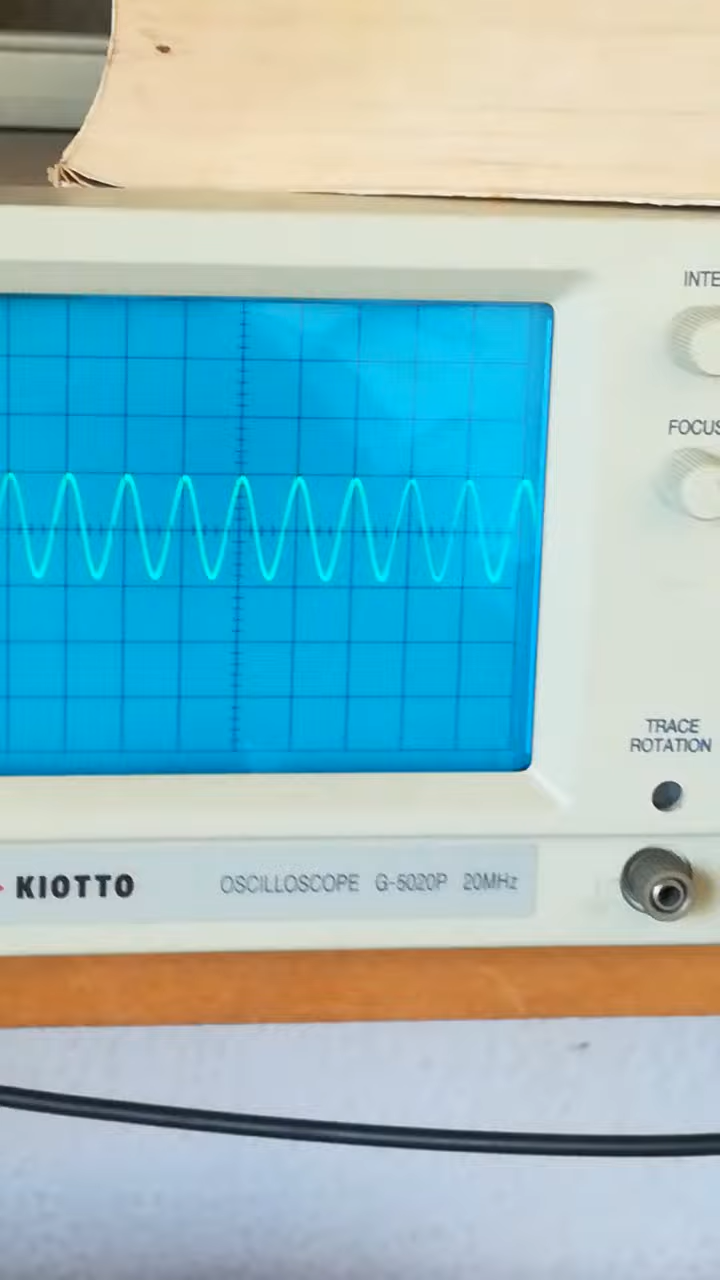 INTE
FOCUS
TRACE
ROTATION
KIOTTO
OSCILLOSCOPE G-5020P 20MHz